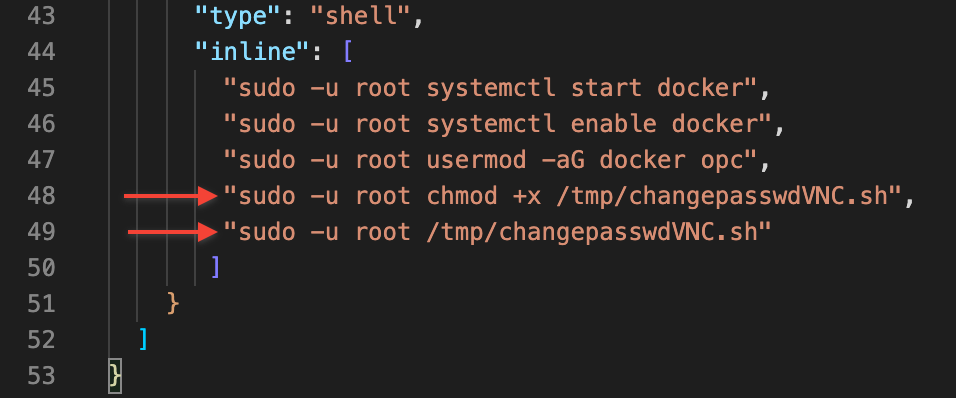 43 "type": "shell",
44 "inline": [
45 "sudo -u root systemctl start docker",
46 "sudo -u root systemctl enable docker",
47 "sudo -u root usermod -aG docker opc",
48 "sudo -u root chmod +x /tmp/changepasswdVNC.sh",
49 "sudo -u root /tmp/changepasswdVNC.sh"
50 ]
51 }
52 ]
53 }